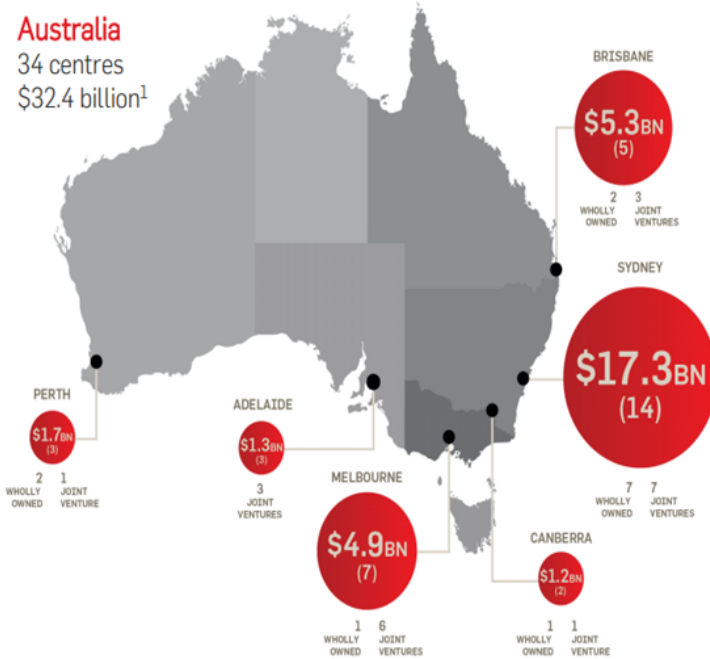 Australia
34 centres
$32.4 billion¹
BRISBANE
$5.3BN
(5)
2 3
WHOLLY OWNED JOINT VENTURES
SYDNEY
$17.3BN
(14)
7 7
WHOLLY OWNED JOINT VENTURES
PERTH
$1.7BN
(3)
2 1
WHOLLY OWNED JOINT VENTURE
ADELAIDE
$1.3BN
(3)
3
JOINT
VENTURES
MELBOURNE
$4.9BN
(7)
1 6
WHOLLY OWNED JOINT VENTURES
CANBERRA
$1.2BN
(2)
1 1
WHOLLY OWNED JOINT VENTURE